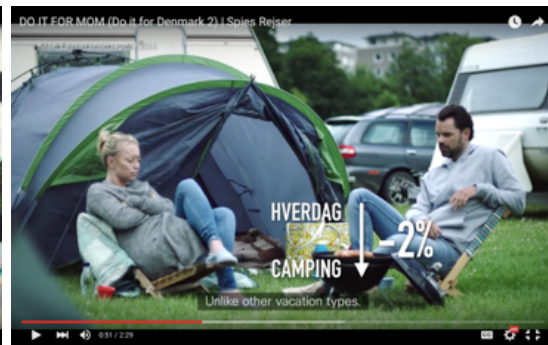 DO IT FOR MOM (Do it for Denmark 2) | Spies Rejser
HVERDAG
-2%
CAMPING
Unlike other vacation types.
0:51 / 2:29